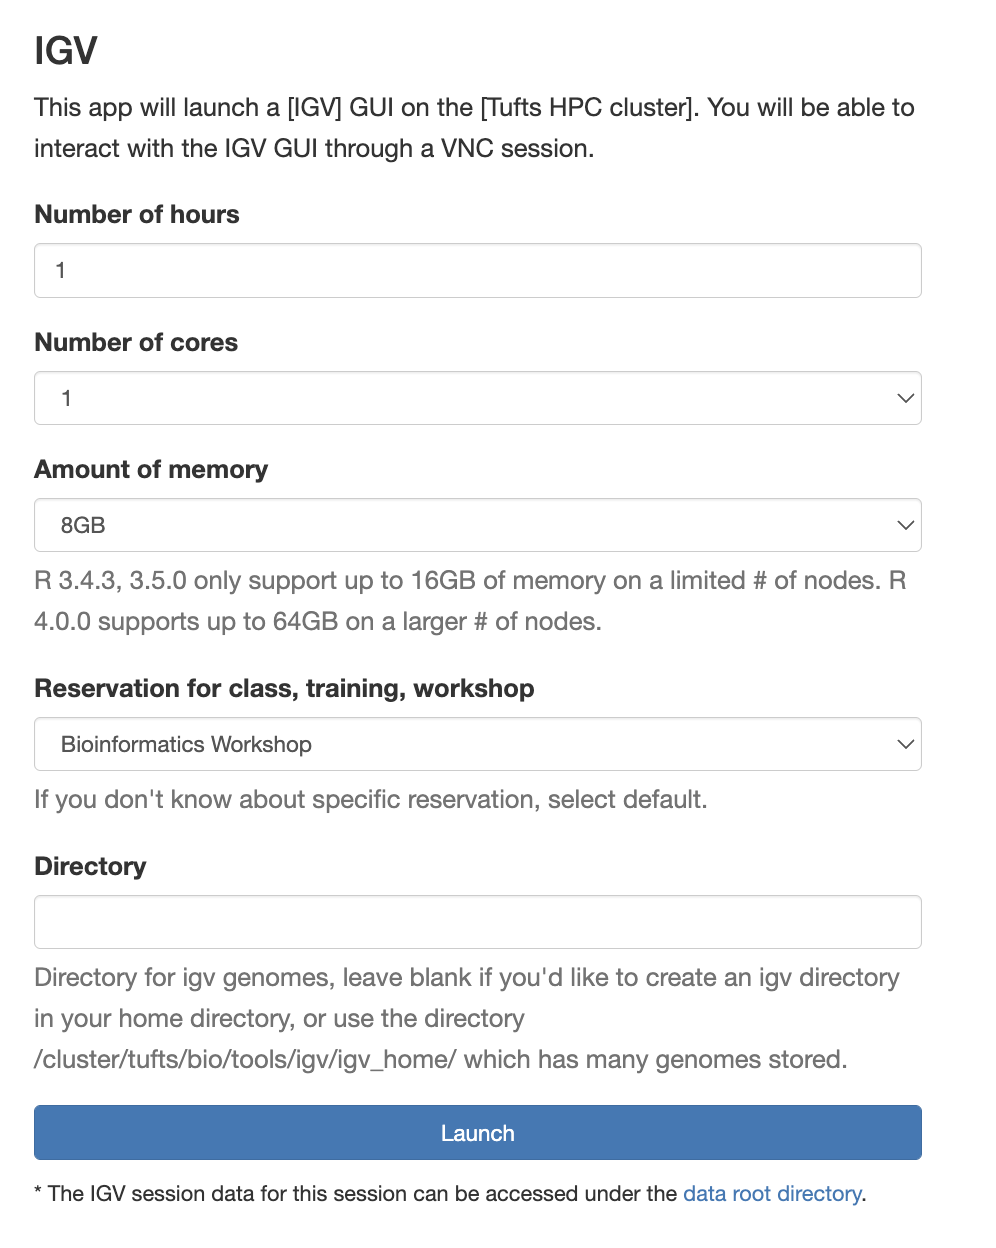 IGV
This app will launch a [IGV] GUI on the [Tufts HPC cluster]. You will be able to
interact with the IGV GUI through a VNC session.
Number of hours
1
Number of cores
1
Amount of memory
8GB
R 3.4.3, 3.5.0 only support up to 16GB of memory on a limited # of nodes. R
4.0.0 supports up to 64GB on a larger # of nodes.
Reservation for class, training, workshop
Bioinformatics Workshop
If you don't know about specific reservation, select default.
Directory
Directory for igv genomes, leave blank if you'd like to create an igv directory
in your home directory, or use the directory
/cluster/tufts/bio/tools/igv/igv_home/ which has many genomes stored.
Launch
* The IGV session data for this session can be accessed under the data root directory.